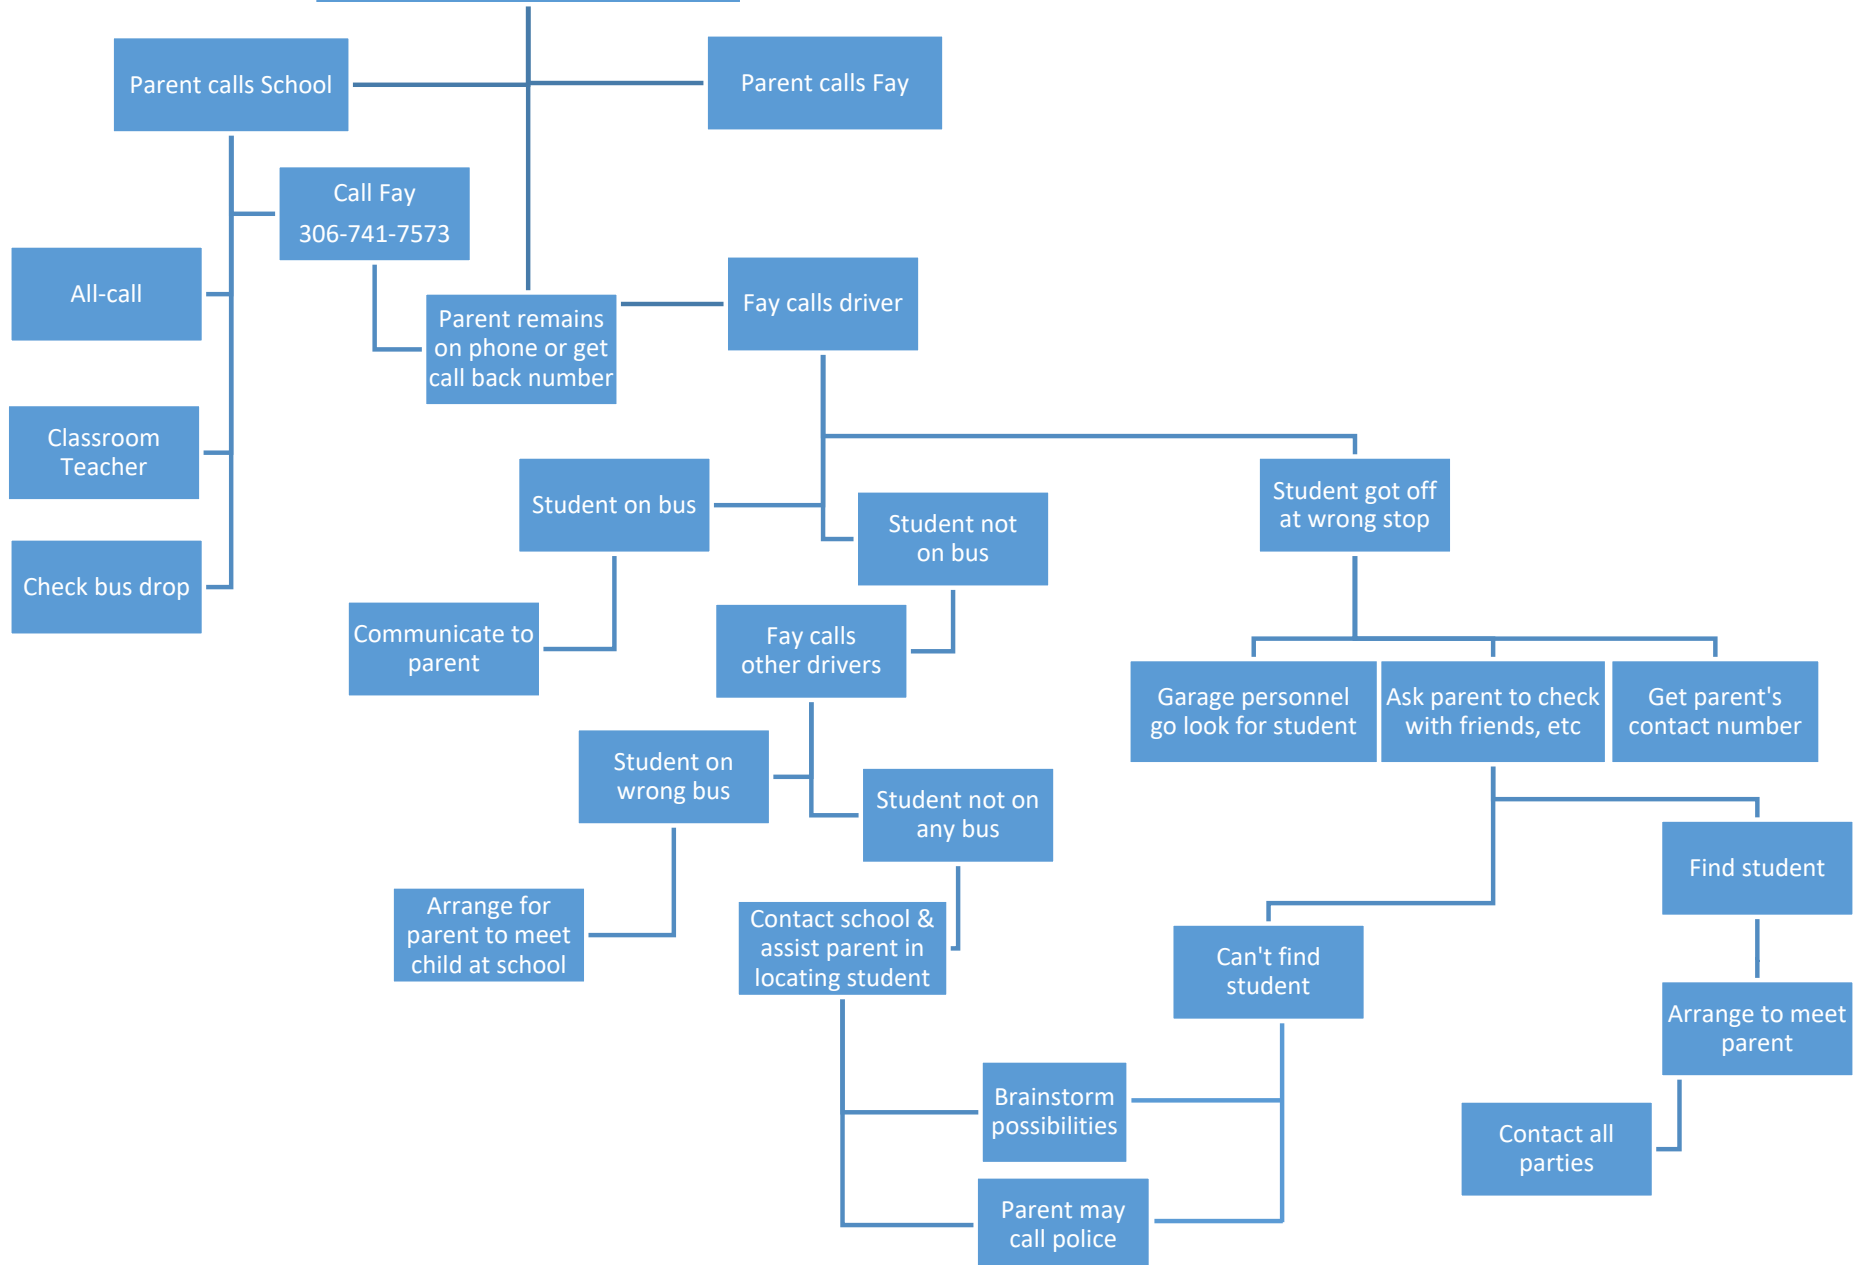 Parent calls School
Parent calls Fay
Call Fay
306-741-7573
All-call
Parent remains
on phone or get
call back number
Fay calls driver
Classroom
Teacher
Student on bus
Student not
on bus
Student got off
at wrong stop
Check bus drop
Communicate to
parent
Fay calls
other drivers
Garage personnel
go look for student
Ask parent to check
with friends, etc
Get parent's
contact number
Student on
wrong bus
Student not on
any bus
Find student
Arrange for
parent to meet
child at school
Contact school &
assist parent in
locating student
Can't find
student
Arrange to meet
parent
Brainstorm
possibilities
Contact all
parties
Parent may
call police